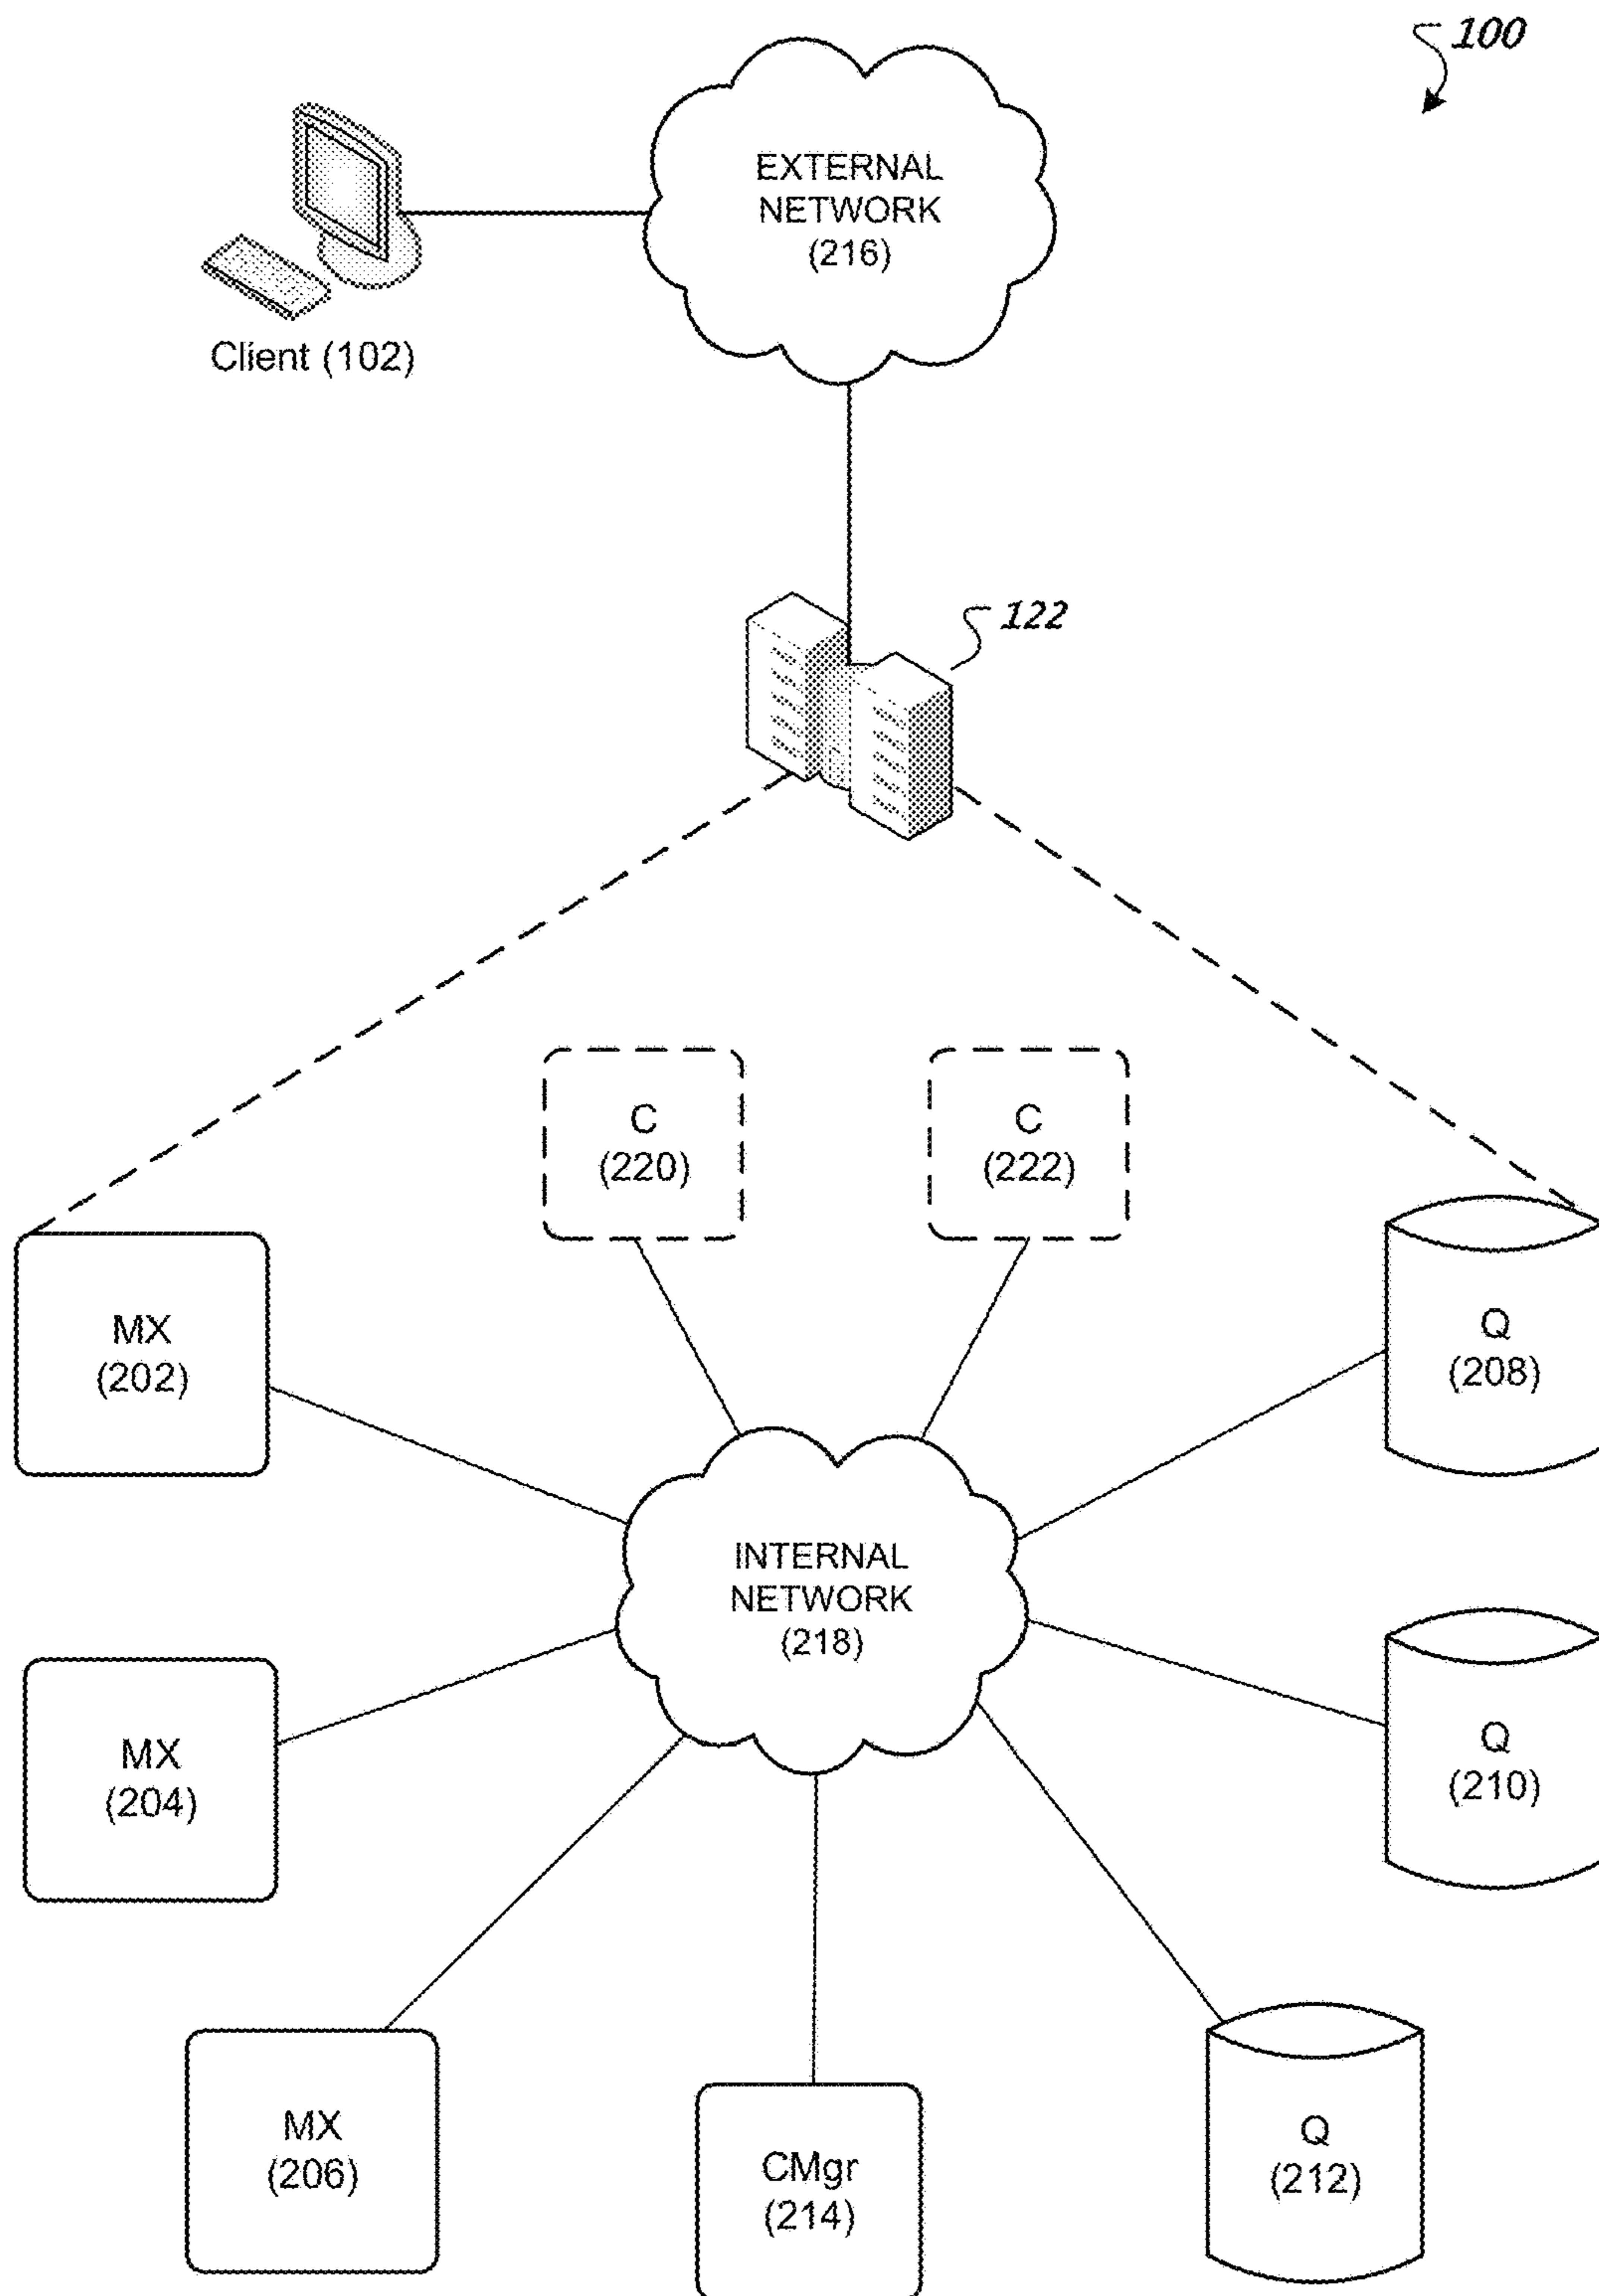 100
EXTERNAL
NETWORK
(216)
Client (102)
122
C
(220)
C
(222)
MX
(202)
Q
(208)
INTERNAL
NETWORK
(218)
MX
(204)
Q
(210)
MX
(206)
CMgr
(214)
Q
(212)